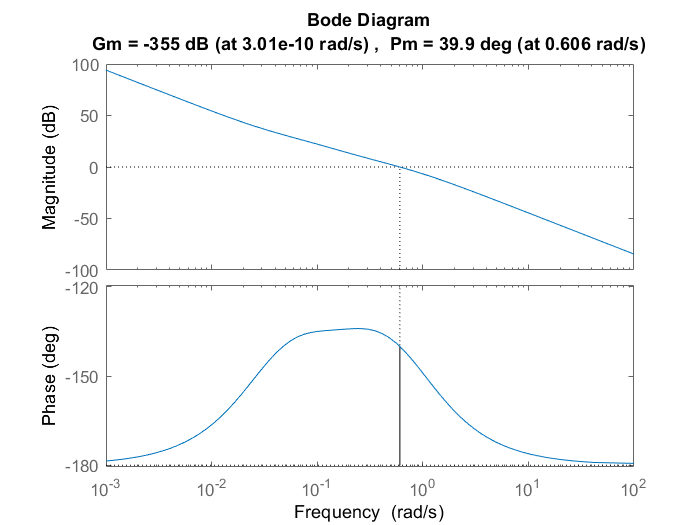 Bode Diagram
Gm = -355 dB (at 3.01e-10 rad/s) ,  Pm = 39.9 deg (at 0.606 rad/s)
100
50
0
-50
-100
Magnitude (dB)
-120
-150
-180
Phase (deg)
10^-3 10^-2 10^-1 10^0 10^1 10^2
Frequency  (rad/s)